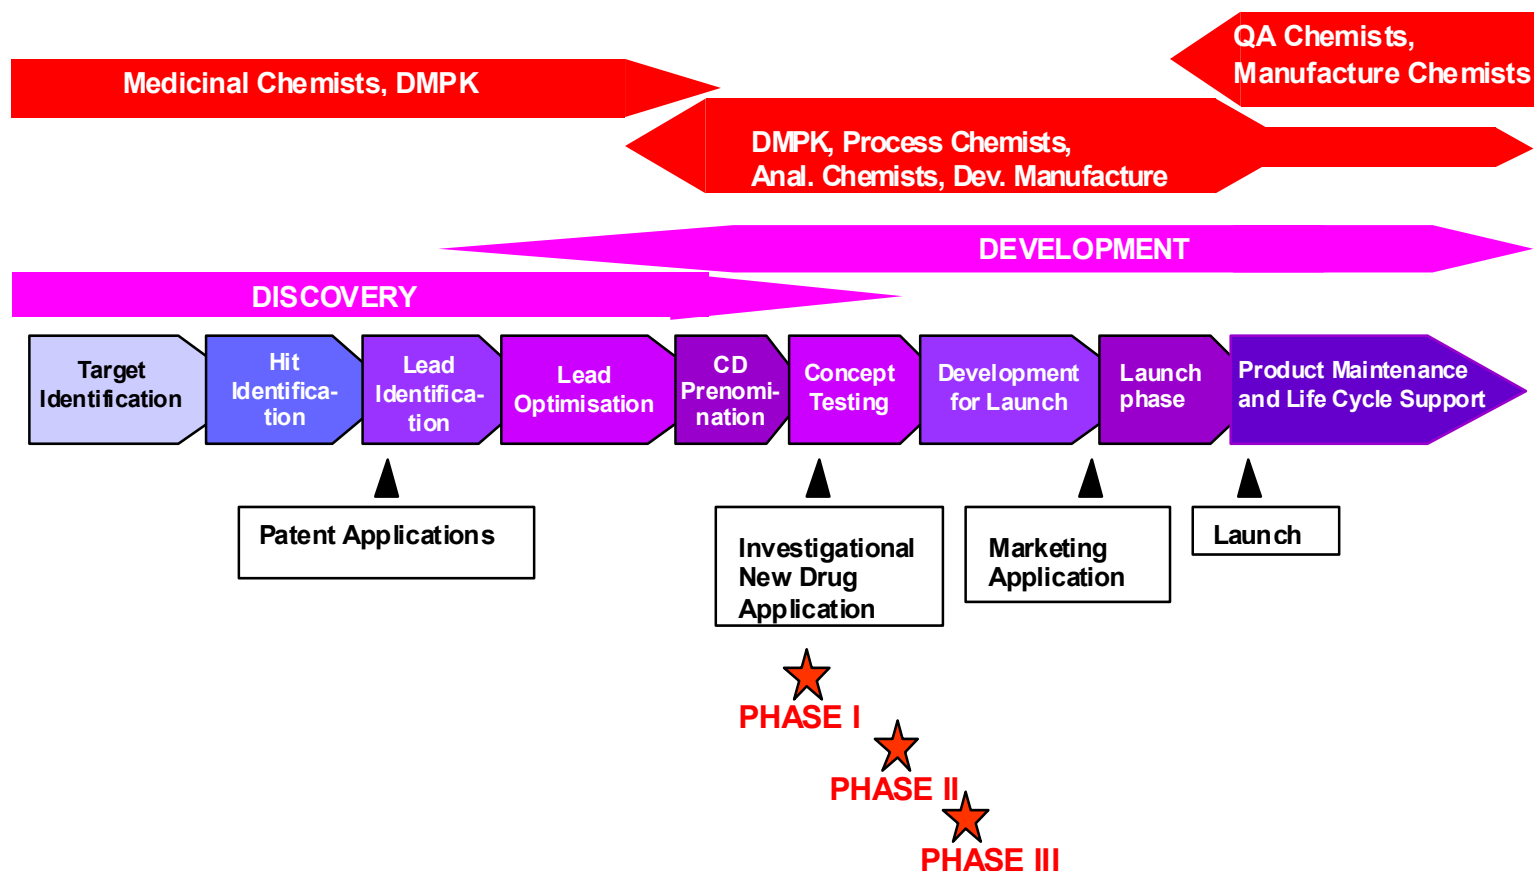 QA Chemists,
Manufacture Chemists
Medicinal Chemists, DMPK
DMPK, Process Chemists,
Anal. Chemists, Dev. Manufacture
DEVELOPMENT
DISCOVERY
Target
Identification
Hit
Identifica-
tion
Lead
Identifica-
tion
Lead
Optimisation
CD
Prenomi-
nation
Concept
Testing
Development
for Launch
Launch
phase
Product Maintenance
and Life Cycle Support
Patent Applications
Investigational
New Drug
Application
Marketing
Application
Launch
PHASE I
PHASE II
PHASE III